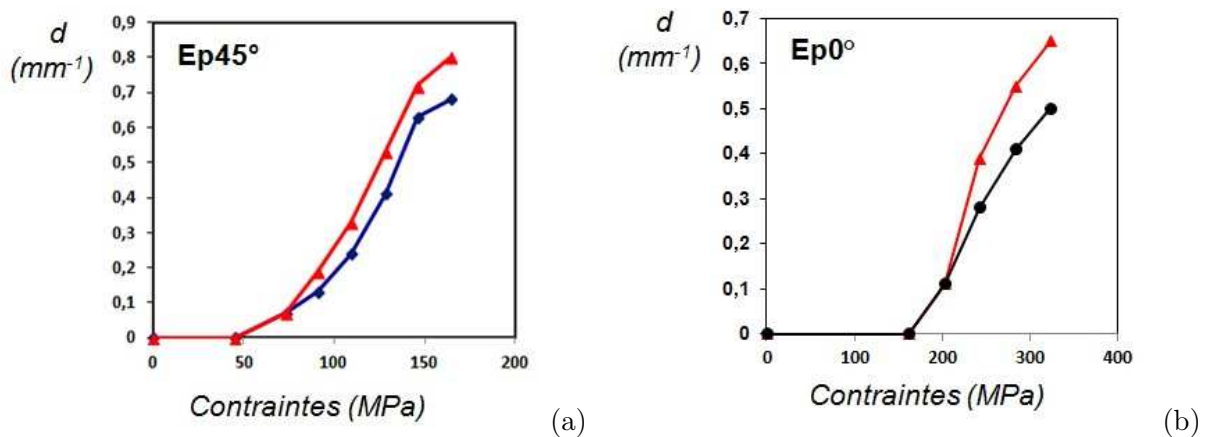 d
(mm-1)
Ep45°
0,9
0,8
0,7
0,6
0,5
0,4
0,3
0,2
0,1
0
0 50 100 150 200
Contraintes (MPa)
(a)
d
(mm-1)
Ep0°
0,7
0,6
0,5
0,4
0,3
0,2
0,1
0
0 100 200 300 400
Contraintes (MPa)
(b)